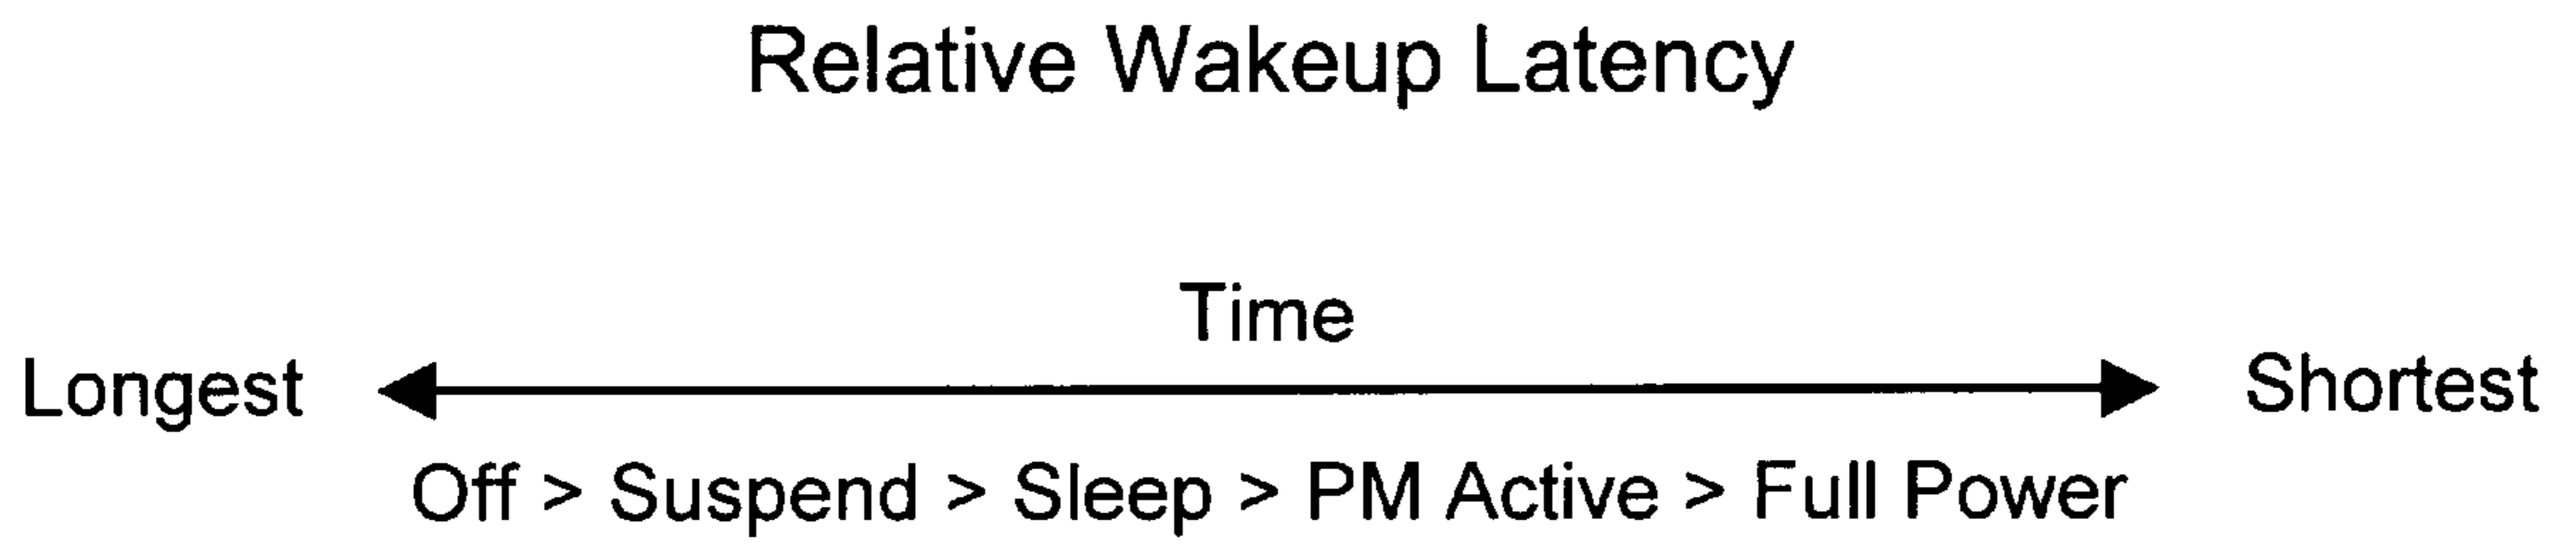 Relative Wakeup Latency
Time
Longest
Shortest
Off > Suspend > Sleep > PM Active > Full Power